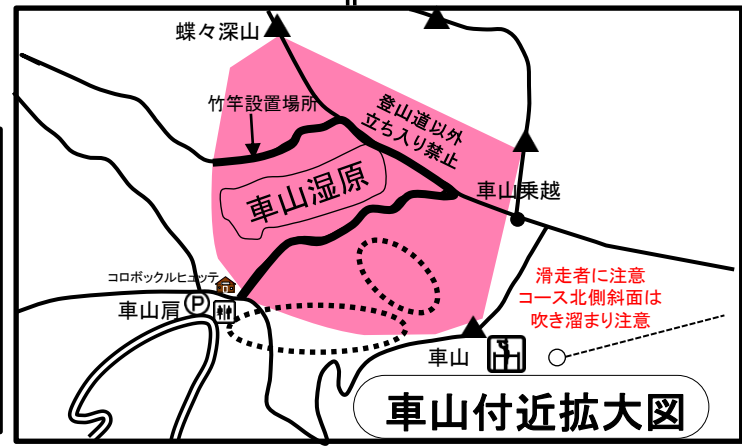 蝶々深山
竹竿設置場所
登山道以外
立ち入り禁止
車山湿原
車山乗越
コロボックルヒュッテ
P
車山肩
滑走者に注意
コース北側斜面は
吹き溜まり注意
車山
車山付近拡大図